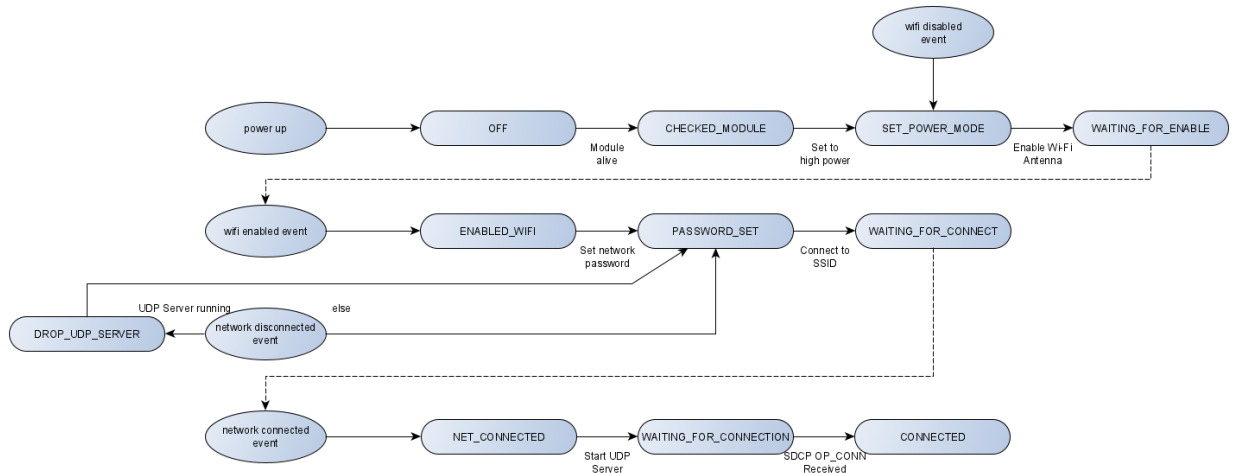 wifi disabled
event
power up
OFF
CHECKED_MODULE
SET_POWER_MODE
WAITING_FOR_ENABLE
Module
alive
Set to
high power
Enable Wi-Fi
Antenna
wifi enabled event
ENABLED_WIFI
PASSWORD_SET
WAITING_FOR_CONNECT
Set network
password
Connect to
SSID
UDP Server running
else
DROP_UDP_SERVER
network disconnected
event
network connected
event
NET_CONNECTED
WAITING_FOR_CONNECTION
CONNECTED
Start UDP
Server
SDCP OP_CONN
Received